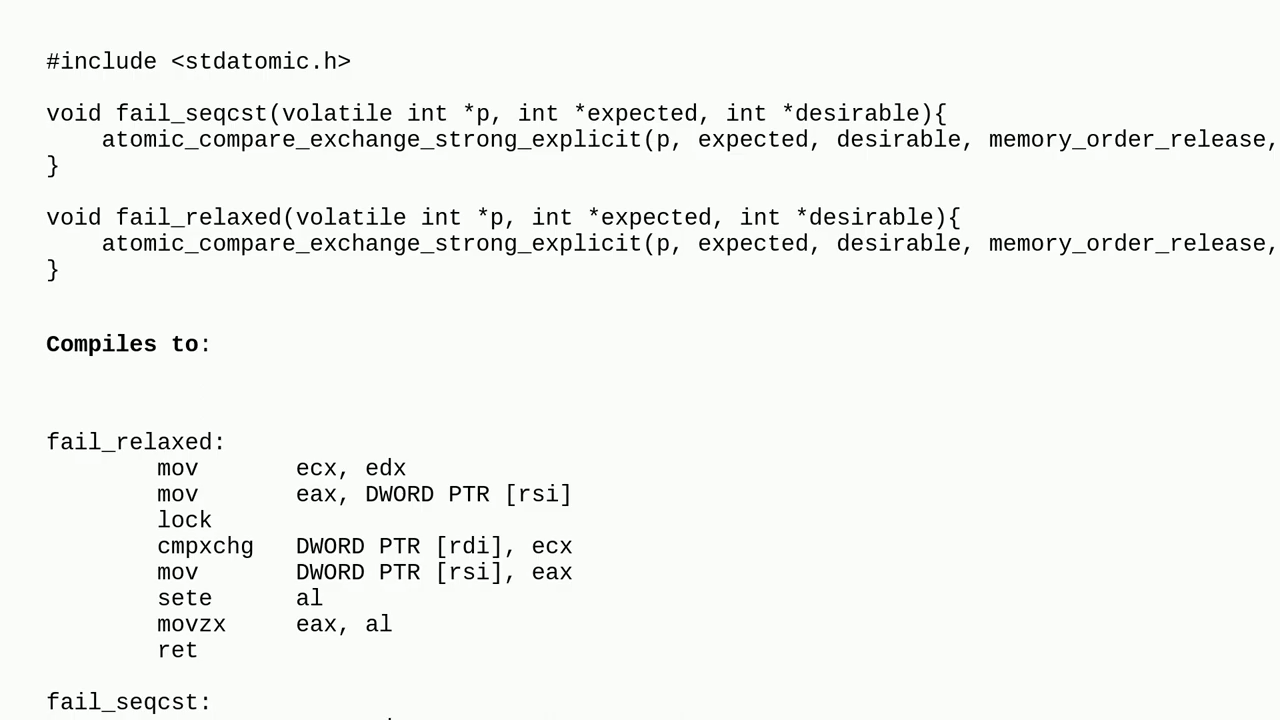 #include <stdatomic.h>
void fail_seqcst(volatile int *p, int *expected, int *desirable){
    atomic_compare_exchange_strong_explicit(p, expected, desirable, memory_order_release,
}
void fail_relaxed(volatile int *p, int *expected, int *desirable){
    atomic_compare_exchange_strong_explicit(p, expected, desirable, memory_order_release,
}
Compiles to:
fail_relaxed:
        mov       ecx, edx
        mov       eax, DWORD PTR [rsi]
        lock
        cmpxchg   DWORD PTR [rdi], ecx
        mov       DWORD PTR [rsi], eax
        sete      al
        movzx     eax, al
        ret
fail_seqcst: